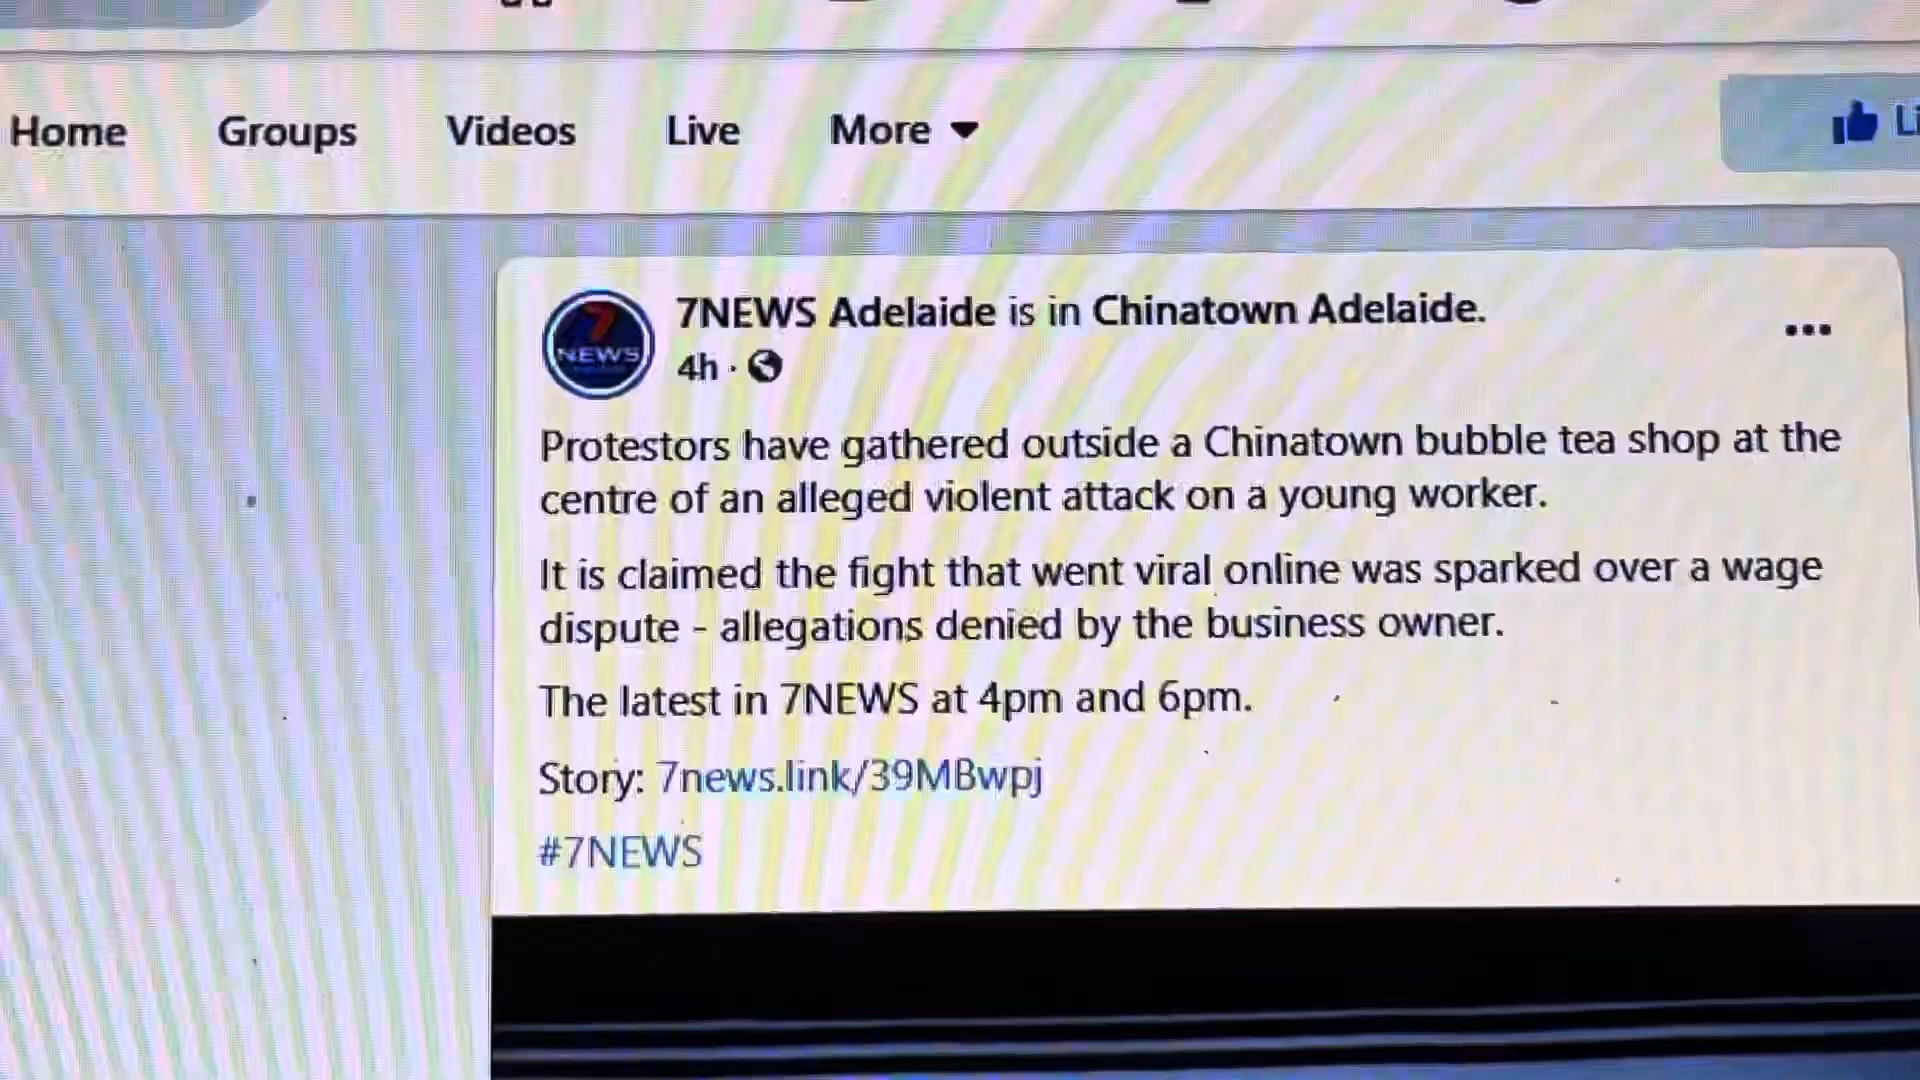 Home Groups Videos Live More
7NEWS Adelaide is in Chinatown Adelaide.
7
NEWS
4h ·
Protestors have gathered outside a Chinatown bubble tea shop at the
centre of an alleged violent attack on a young worker.
It is claimed the fight that went viral online was sparked over a wage
dispute - allegations denied by the business owner.
The latest in 7NEWS at 4pm and 6pm.
Story: 7news.link/39MBwpj
#7NEWS